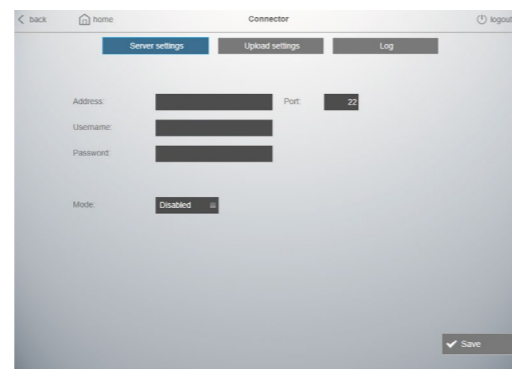 back home Connector logout
Server settings Upload settings Log
Address: Port: 22
Username:
Password:
Mode: Disabled
Save